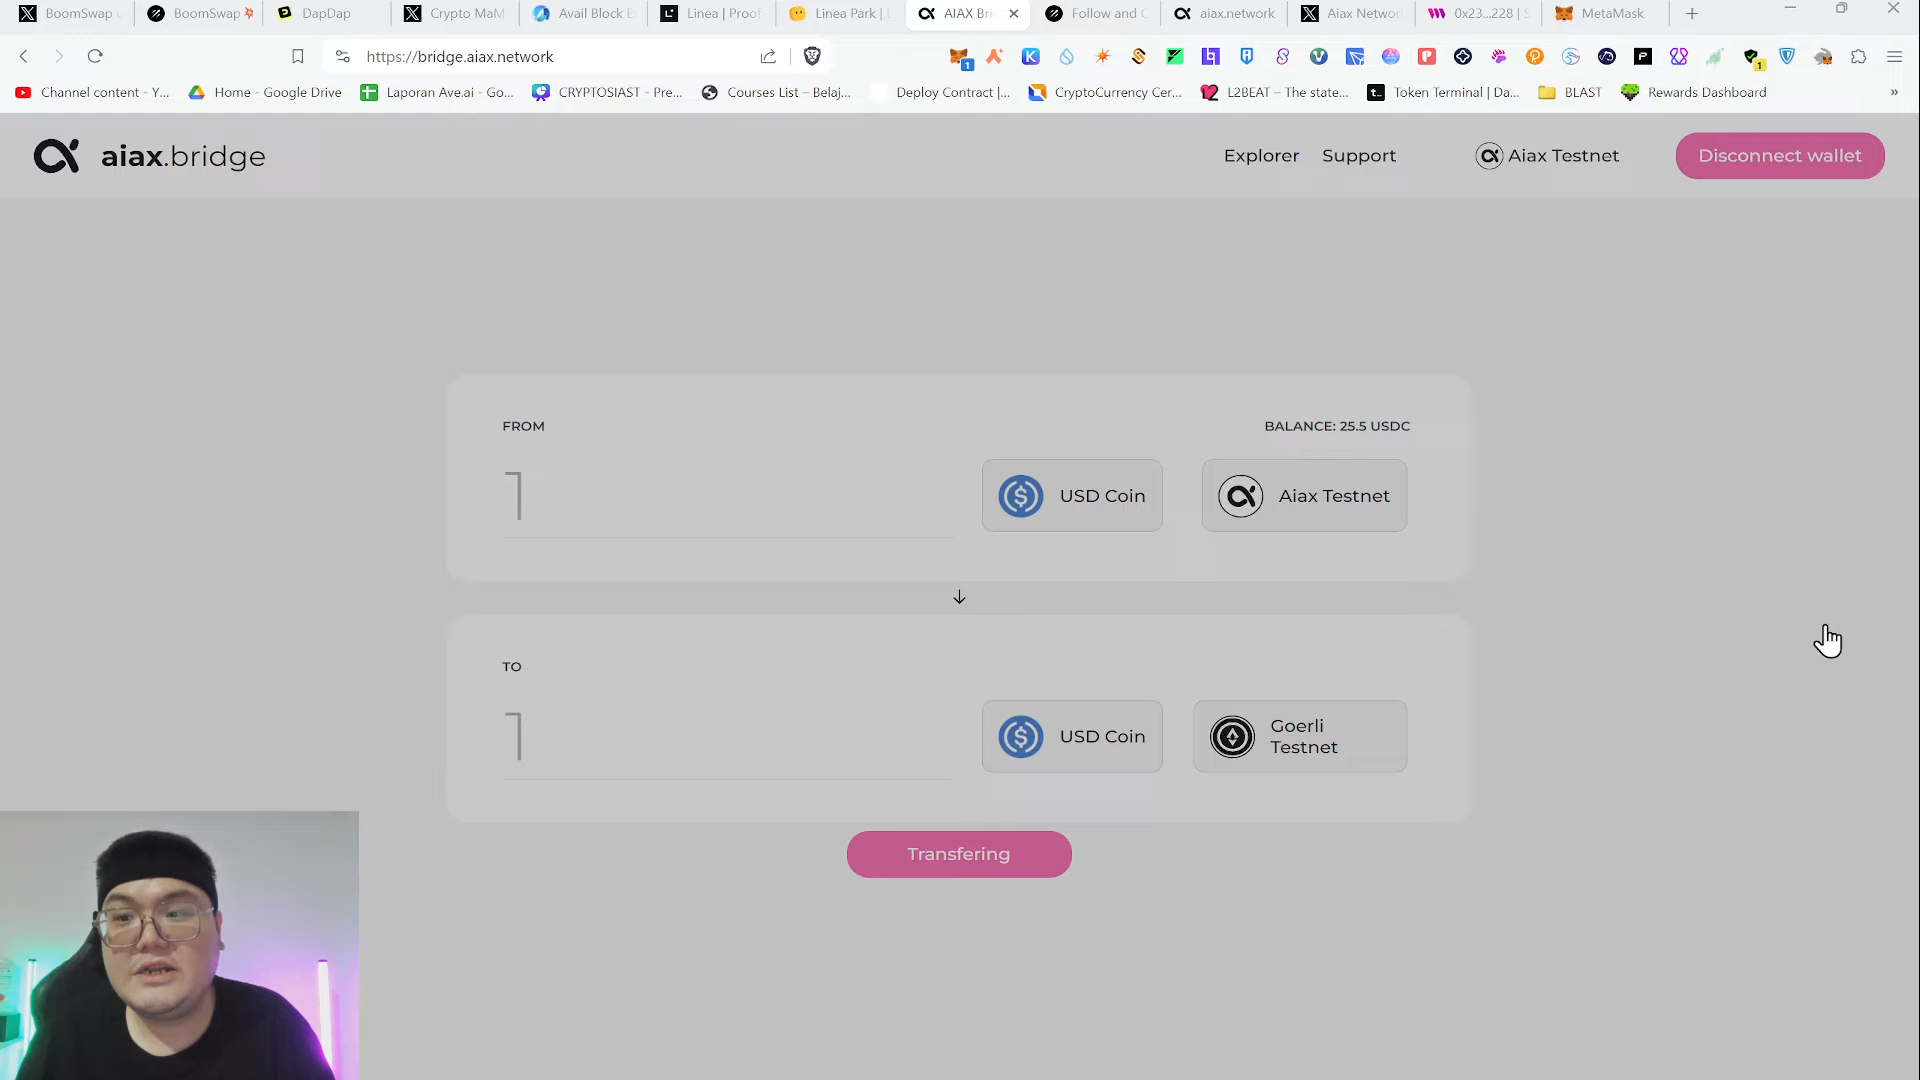 BoomSwap
BoomSwap
DapDap
Crypto MaM
Avail Block E
Linea | Proof
Linea Park |
AIAX Bri
Follow and C
aiax.network
Aiax Networ
0x23...228 | S
MetaMask
https://bridge.aiax.network
1
1
Channel content - Y...
Home - Google Drive
Laporan Ave.ai - Go...
CRYPTOSIAST - Pre...
Courses List – Belaj...
Deploy Contract |...
CryptoCurrency Cer...
L2BEAT – The state...
Token Terminal | Da...
BLAST
Rewards Dashboard
»
aiax.bridge
Explorer
Support
Aiax Testnet
Disconnect wallet
FROM
BALANCE: 25.5 USDC
1
USD Coin
Aiax Testnet
TO
1
USD Coin
Goerli
Testnet
Transfering